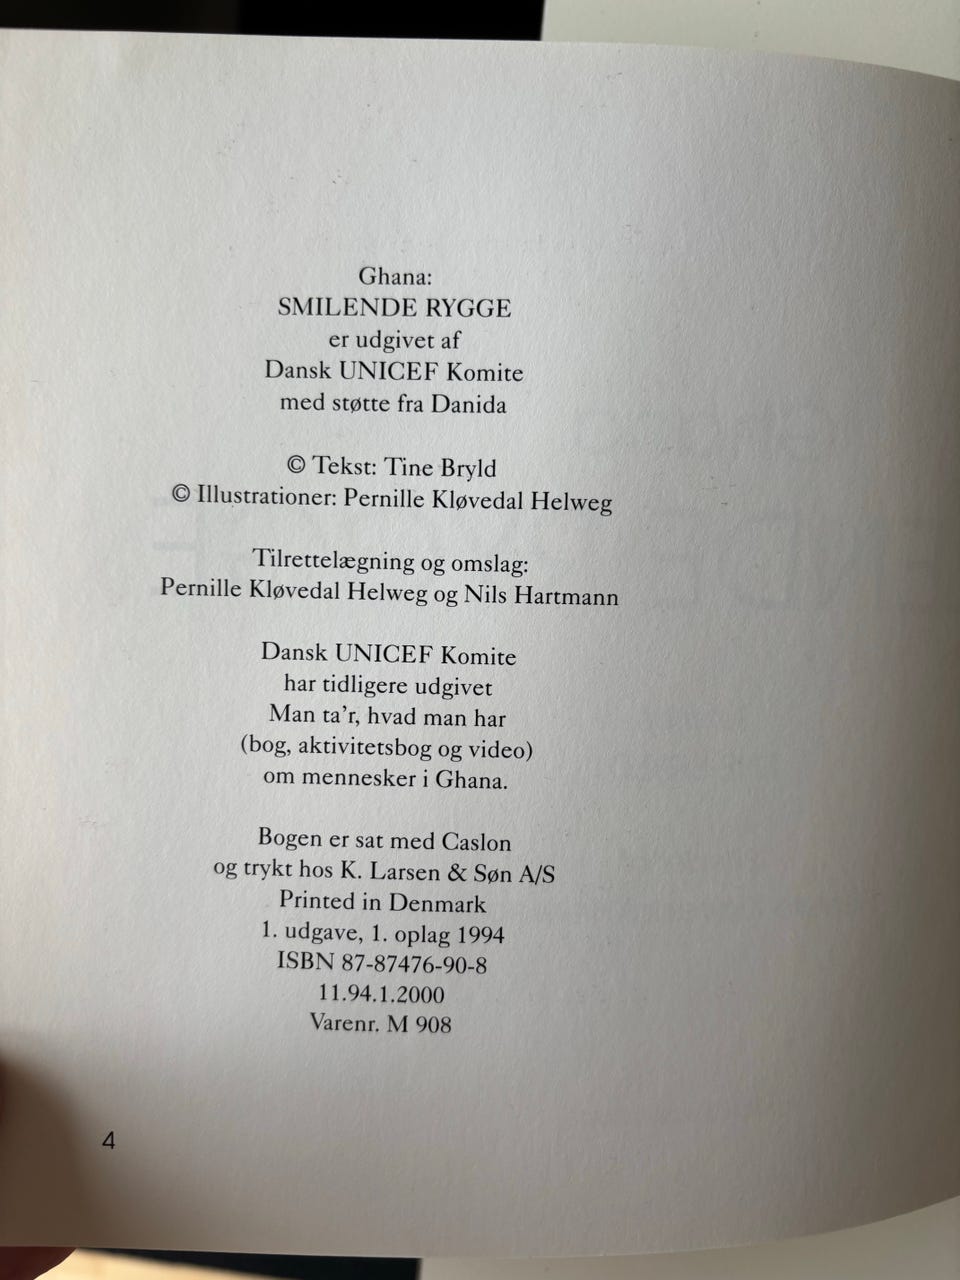 Ghana:
SMILENDE RYGGE
er udgivet af
Dansk UNICEF Komite
med støtte fra Danida
© Tekst: Tine Bryld
© Illustrationer: Pernille Kløvedal Helweg
Tilrettelægning og omslag:
Pernille Kløvedal Helweg og Nils Hartmann
Dansk UNICEF Komite
har tidligere udgivet
Man ta’r, hvad man har
(bog, aktivitetsbog og video)
om mennesker i Ghana.
Bogen er sat med Caslon
og trykt hos K. Larsen & Søn A/S
Printed in Denmark
1. udgave, 1. oplag 1994
ISBN 87-87476-90-8
11.94.1.2000
Varenr. M 908
4